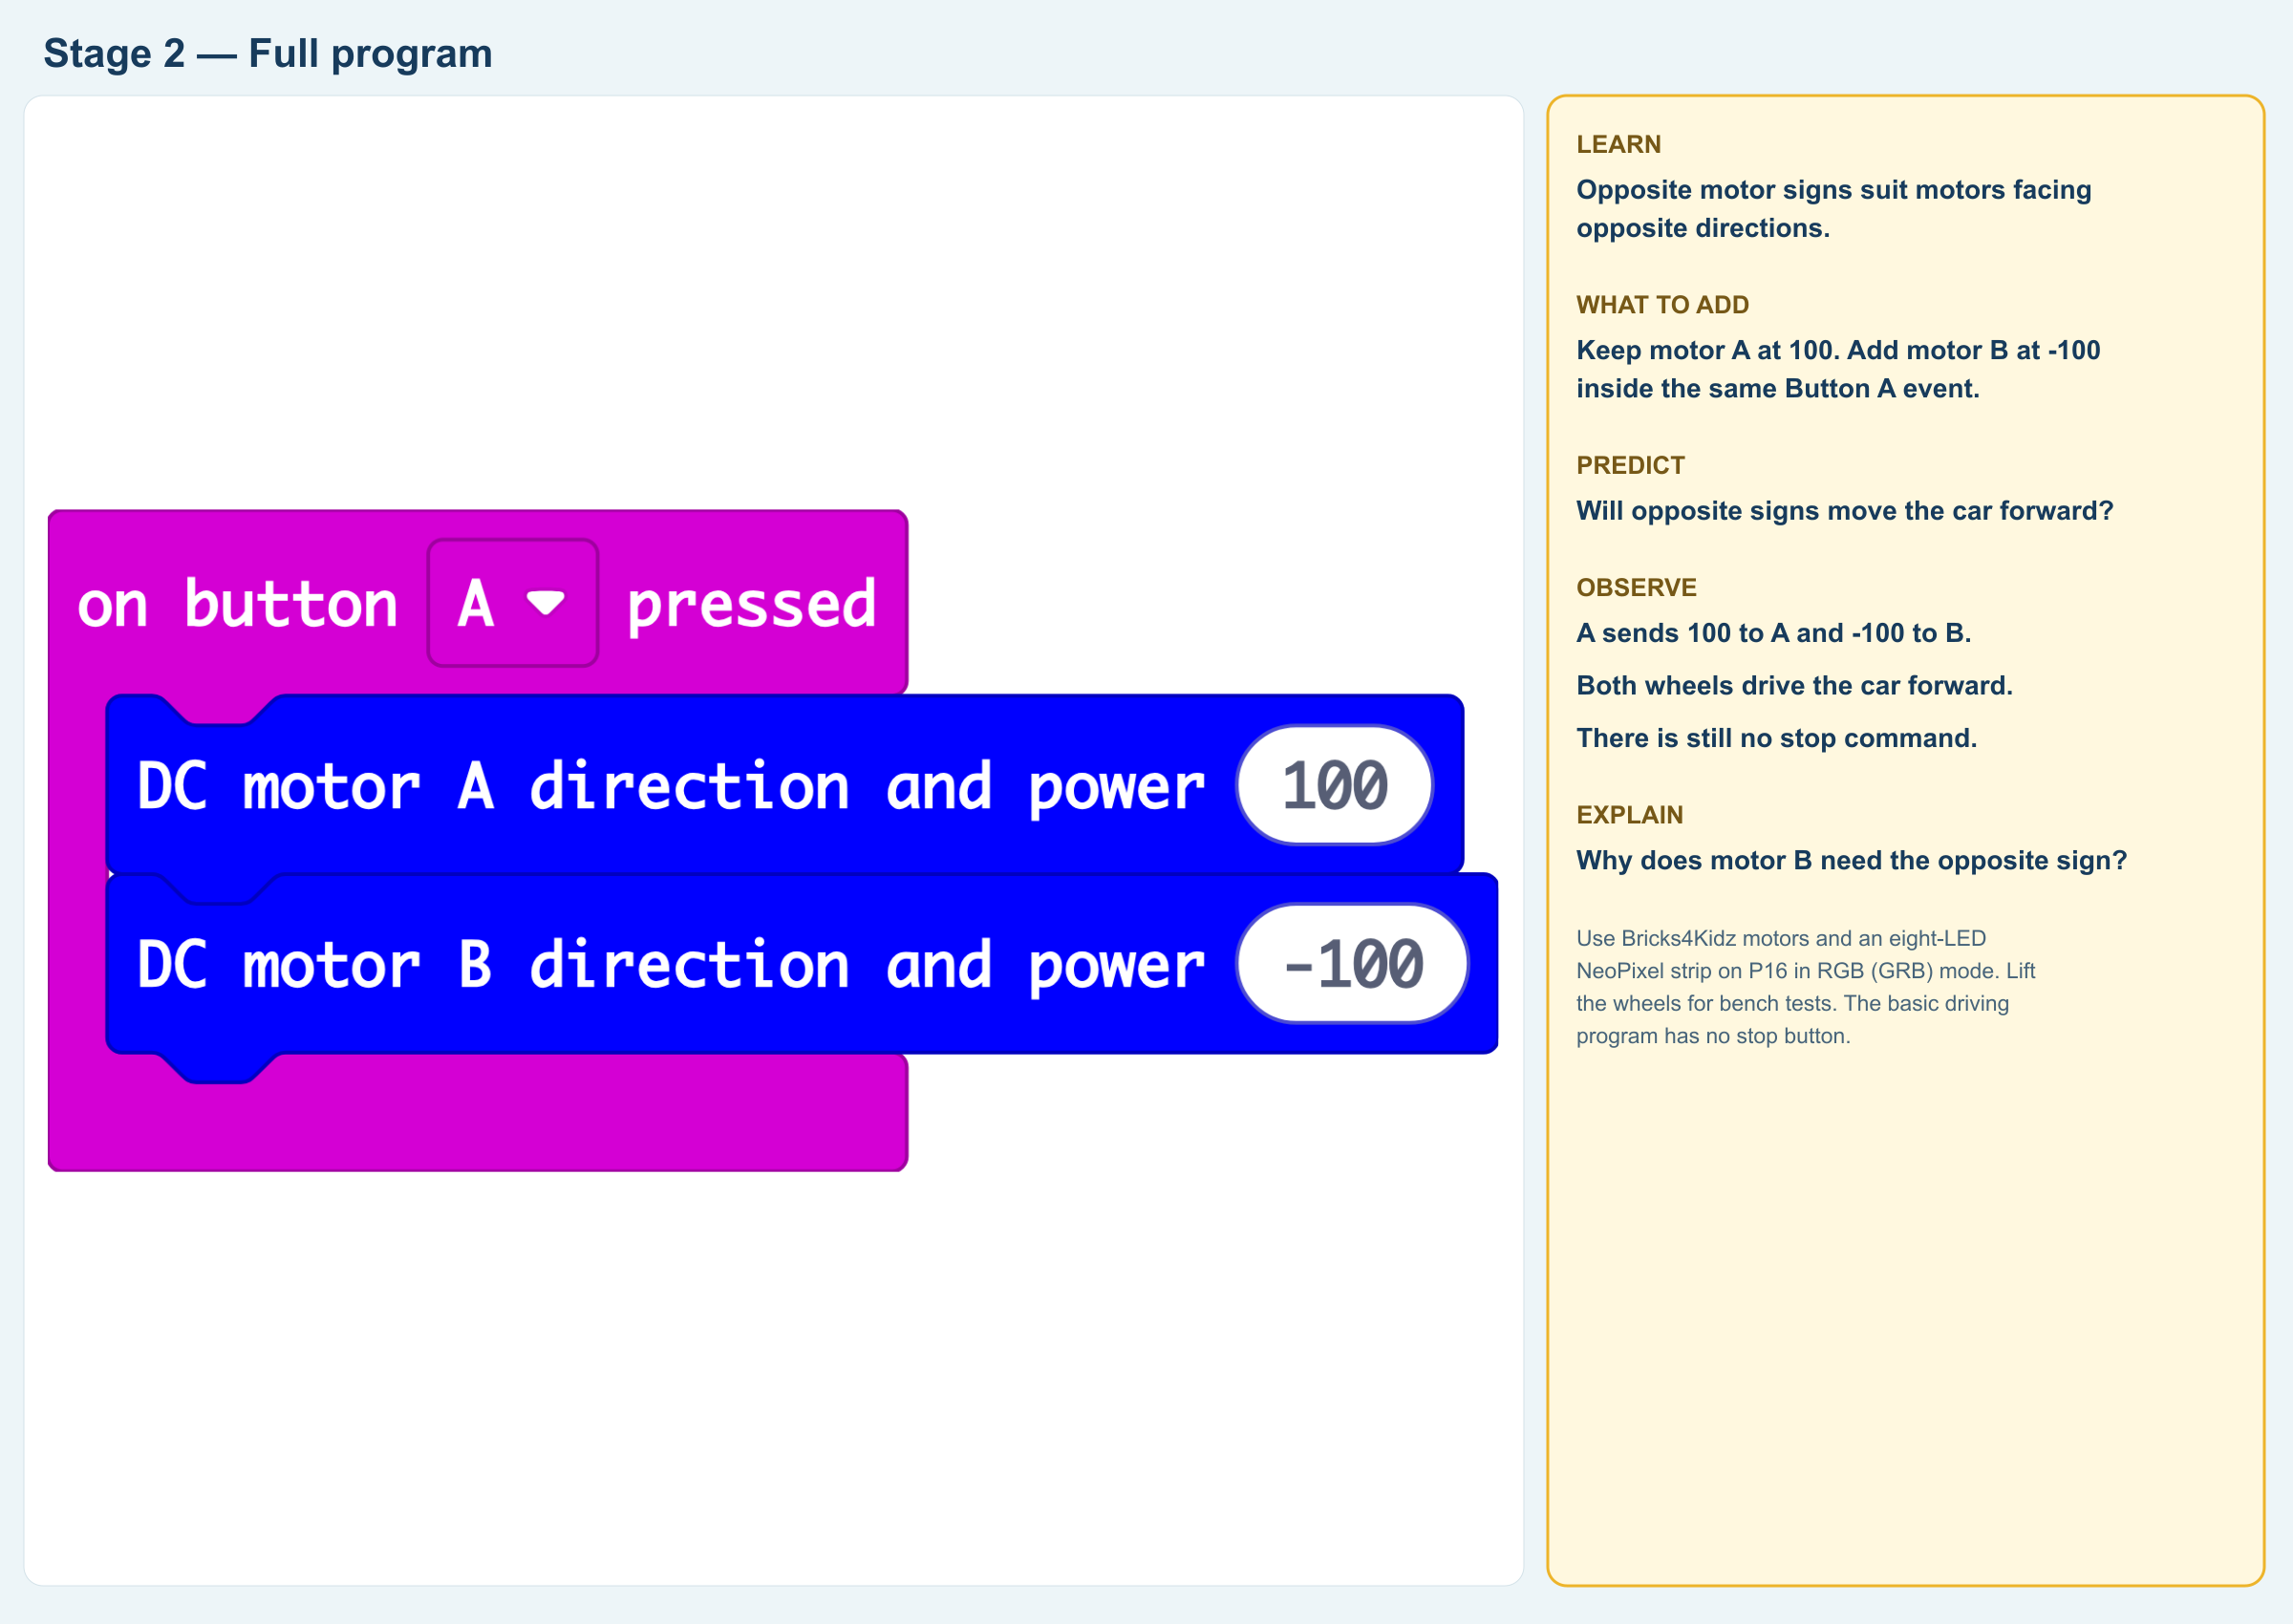 Stage 2 — Full program
on button A pressed
DC motor A direction and power 100
DC motor B direction and power -100
LEARN
Opposite motor signs suit motors facing
opposite directions.
WHAT TO ADD
Keep motor A at 100. Add motor B at -100
inside the same Button A event.
PREDICT
Will opposite signs move the car forward?
OBSERVE
A sends 100 to A and -100 to B.
Both wheels drive the car forward.
There is still no stop command.
EXPLAIN
Why does motor B need the opposite sign?
Use Bricks4Kidz motors and an eight-LED
NeoPixel strip on P16 in RGB (GRB) mode. Lift
the wheels for bench tests. The basic driving
program has no stop button.